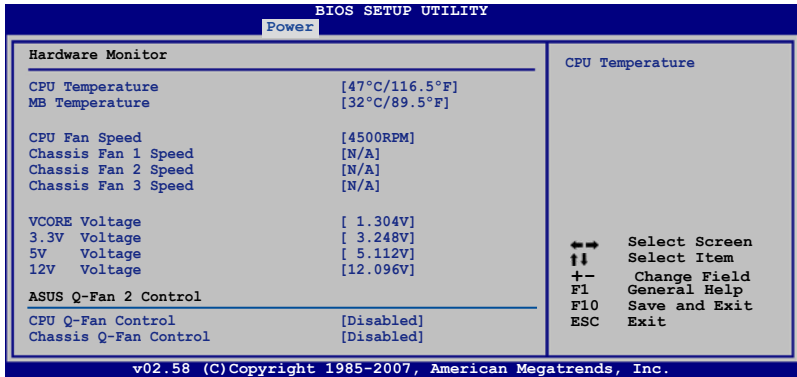 BIOS SETUP UTILITY
Power
Hardware Monitor
CPU Temperature [47°C/116.5°F]
MB Temperature [32°C/89.5°F]
CPU Fan Speed [4500RPM]
Chassis Fan 1 Speed [N/A]
Chassis Fan 2 Speed [N/A]
Chassis Fan 3 Speed [N/A]
VCORE Voltage [ 1.304V]
3.3V Voltage [ 3.248V]
5V Voltage [ 5.112V]
12V Voltage [12.096V]
ASUS Q-Fan 2 Control
CPU Q-Fan Control [Disabled]
Chassis Q-Fan Control [Disabled]
CPU Temperature
←→ Select Screen
↑↓ Select Item
+- Change Field
F1 General Help
F10 Save and Exit
ESC Exit
v02.58 (C)Copyright 1985-2007, American Megatrends, Inc.